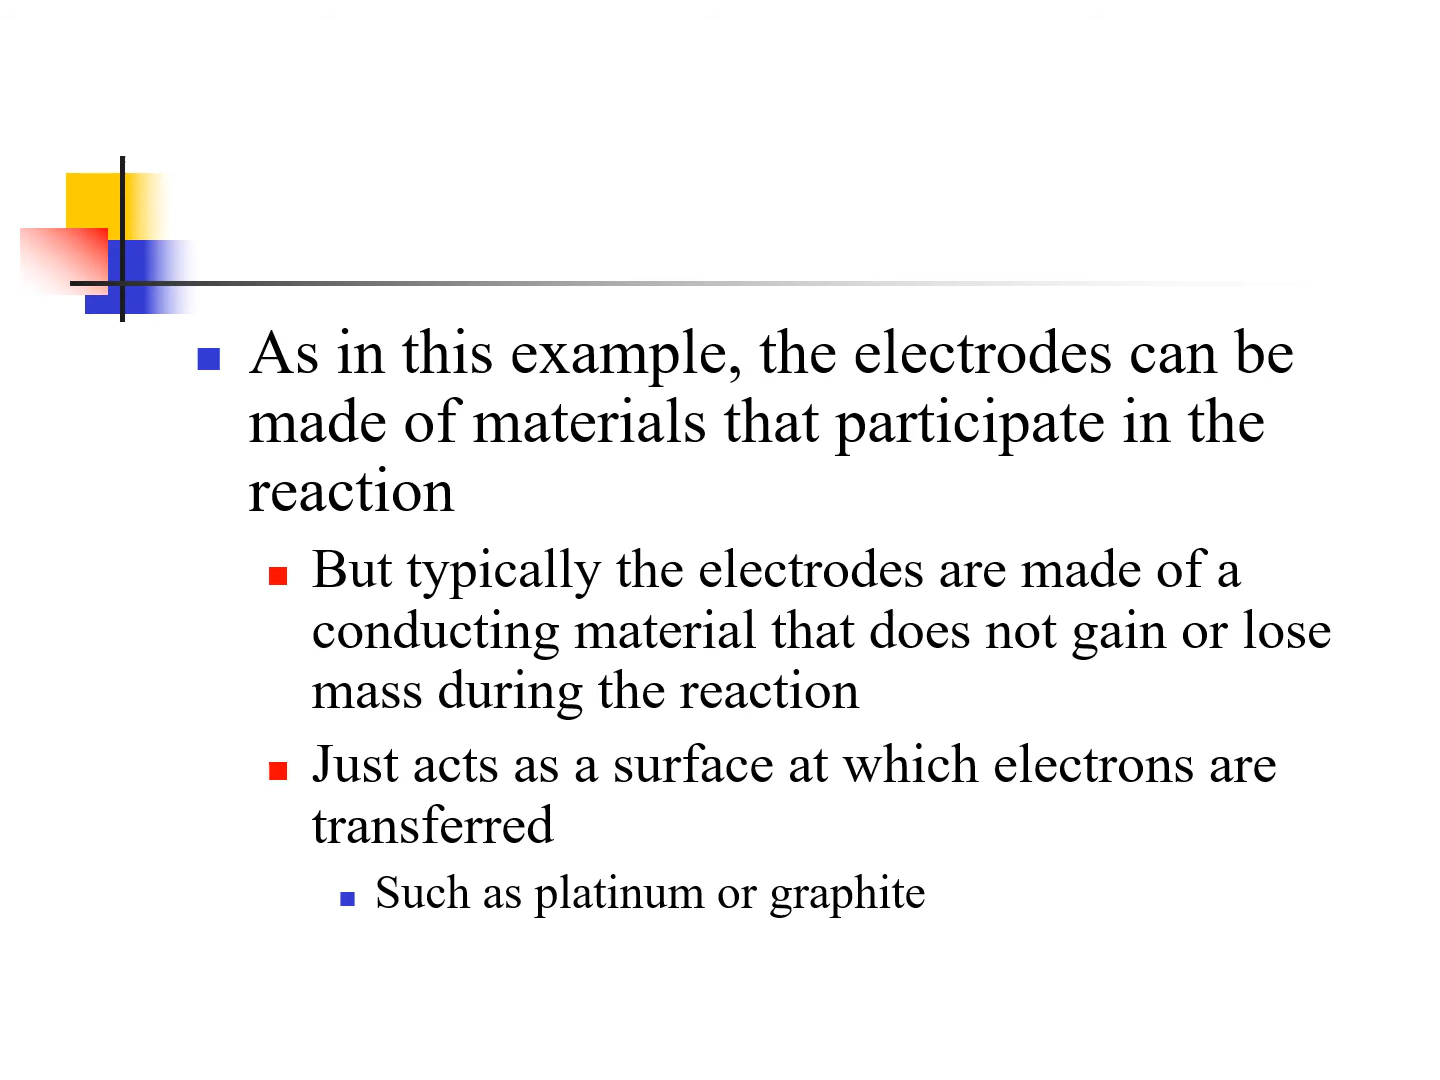 As in this example, the electrodes can be
made of materials that participate in the
reaction
But typically the electrodes are made of a
conducting material that does not gain or lose
mass during the reaction
Just acts as a surface at which electrons are
transferred
Such as platinum or graphite